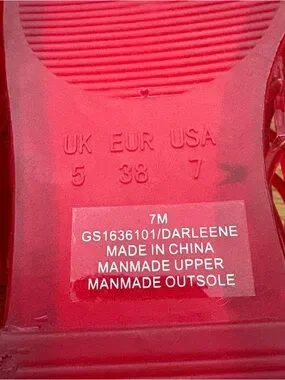 UK EUR USA
5 38 7
7M
GS1636101/DARLEENE
MADE IN CHINA
MANMADE UPPER
MANMADE OUTSOLE